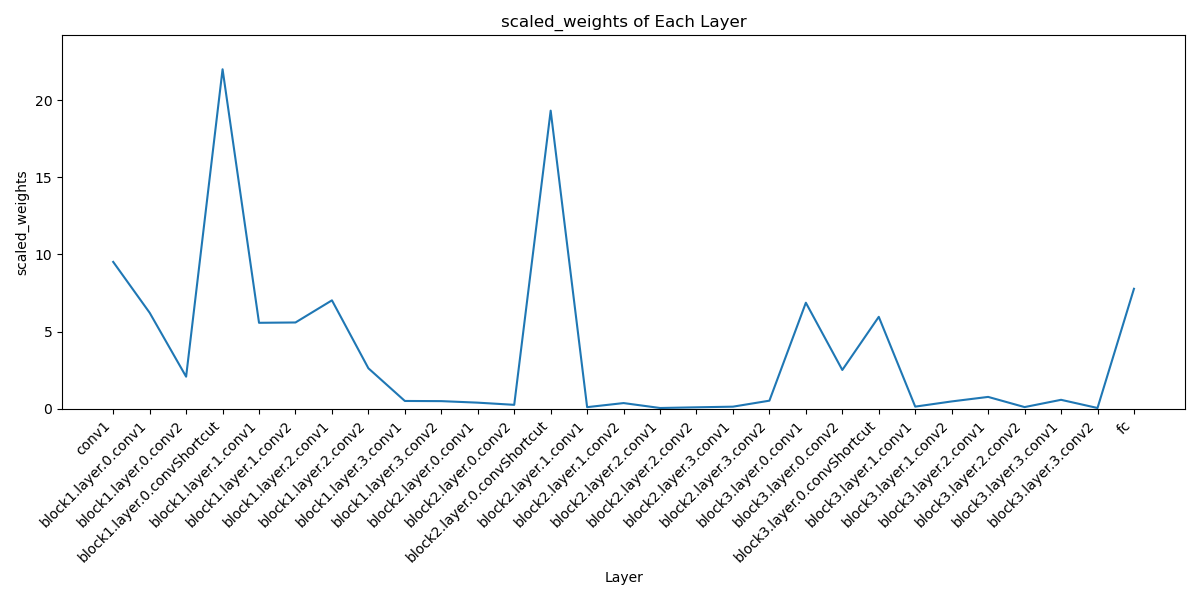 scaled_weights of Each Layer
scaled_weights
20
15
10
5
0
conv1
block1.layer.0.conv1
block1.layer.0.conv2
block1.layer.0.convShortcut
block1.layer.1.conv1
block1.layer.1.conv2
block1.layer.2.conv1
block1.layer.2.conv2
block1.layer.3.conv1
block1.layer.3.conv2
block2.layer.0.conv1
block2.layer.0.conv2
block2.layer.0.convShortcut
block2.layer.1.conv1
block2.layer.1.conv2
block2.layer.2.conv1
block2.layer.2.conv2
block2.layer.3.conv1
block2.layer.3.conv2
block3.layer.0.conv1
block3.layer.0.conv2
block3.layer.0.convShortcut
block3.layer.1.conv1
block3.layer.1.conv2
block3.layer.2.conv1
block3.layer.2.conv2
block3.layer.3.conv1
block3.layer.3.conv2
fc
Layer